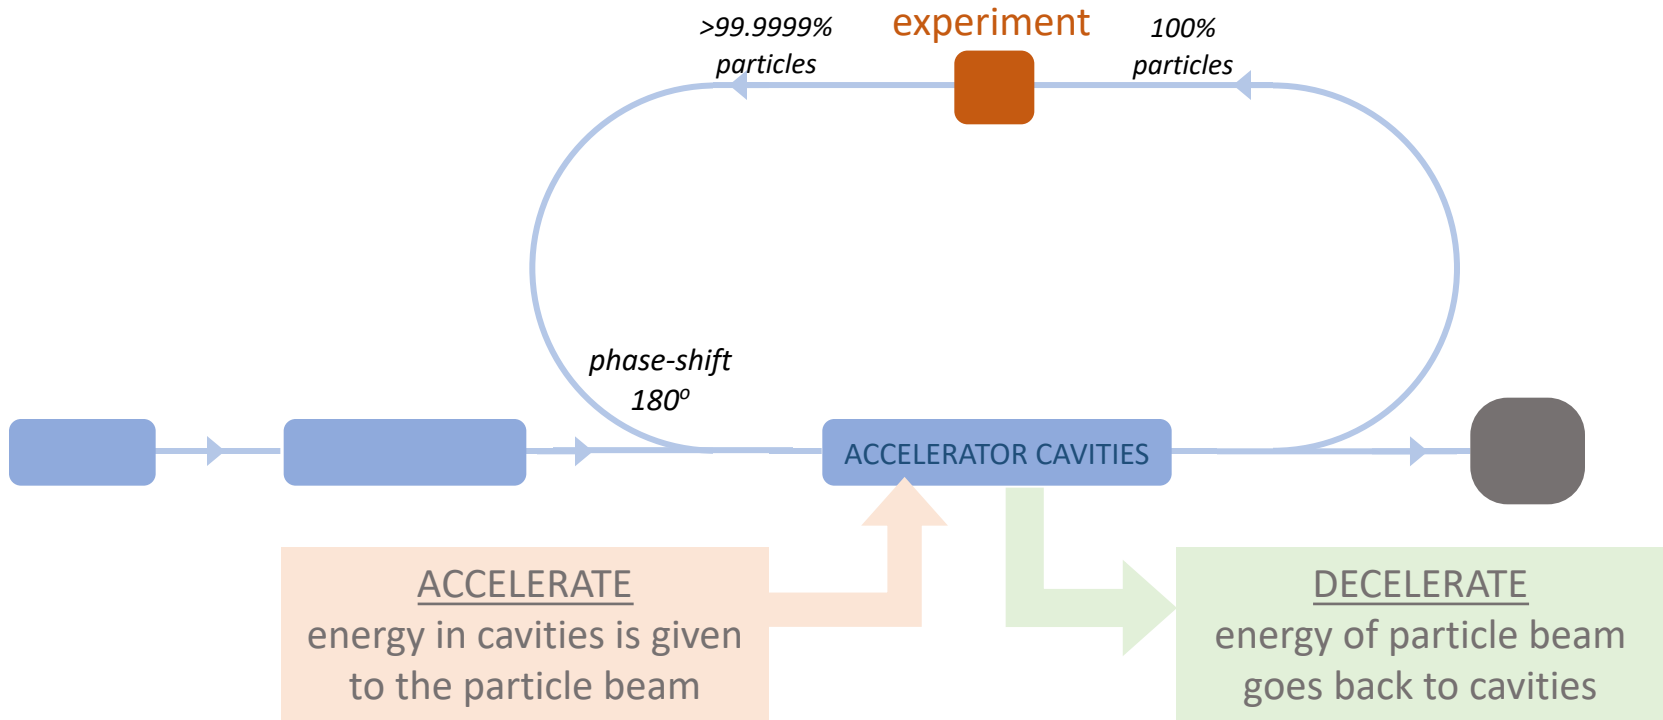 >99.9999%
particles
experiment
100%
particles
phase-shift
180º
ACCELERATOR CAVITIES
ACCELERATE
energy in cavities is given
to the particle beam
DECELERATE
energy of particle beam
goes back to cavities